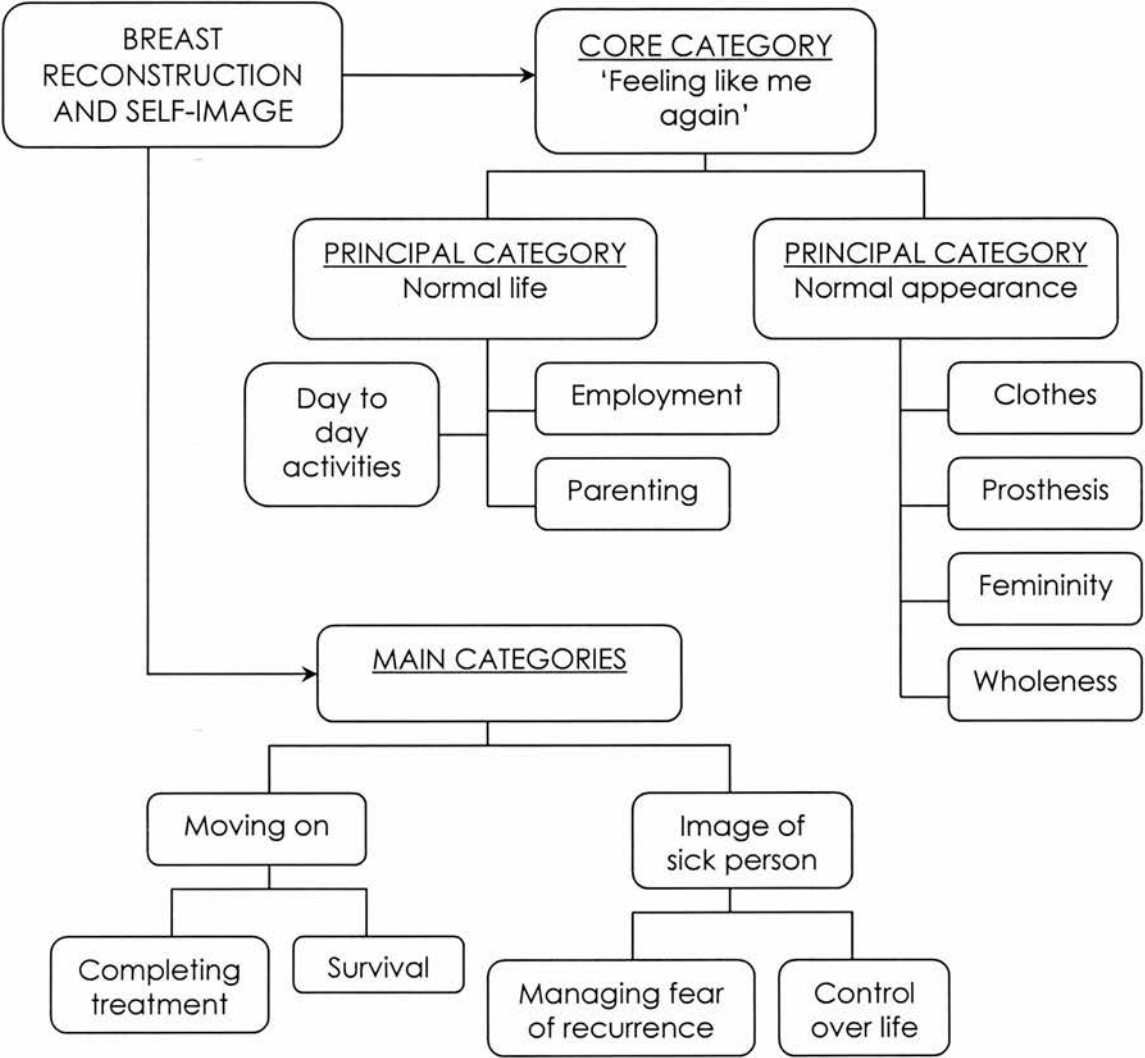 BREAST
RECONSTRUCTION
AND SELF-IMAGE
CORE CATEGORY
‘Feeling like me
again’
PRINCIPAL CATEGORY
Normal life
PRINCIPAL CATEGORY
Normal appearance
Day to
day
activities
Employment
Parenting
Clothes
Prosthesis
Femininity
Wholeness
MAIN CATEGORIES
Moving on
Image of
sick person
Completing
treatment
Survival
Managing fear
of recurrence
Control
over life